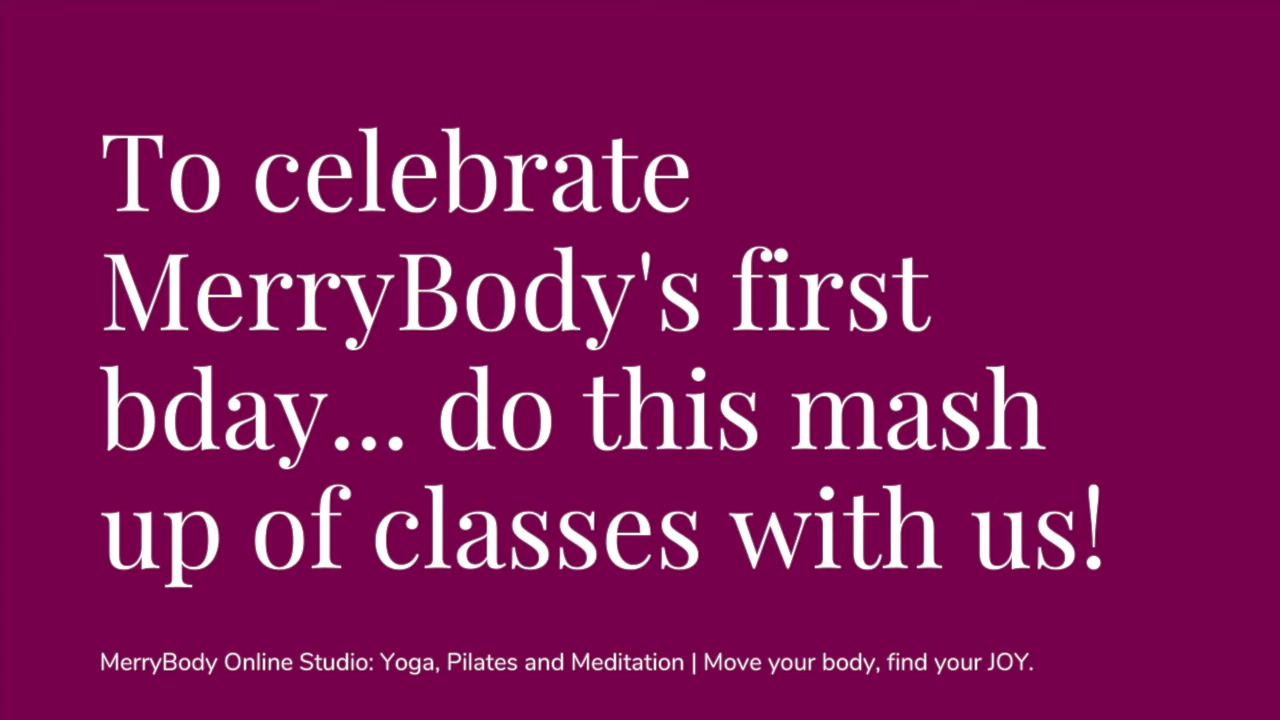 To celebrate
MerryBody's first
bday... do this mash
up of classes with us!
MerryBody Online Studio: Yoga, Pilates and Meditation | Move your body, find your JOY.